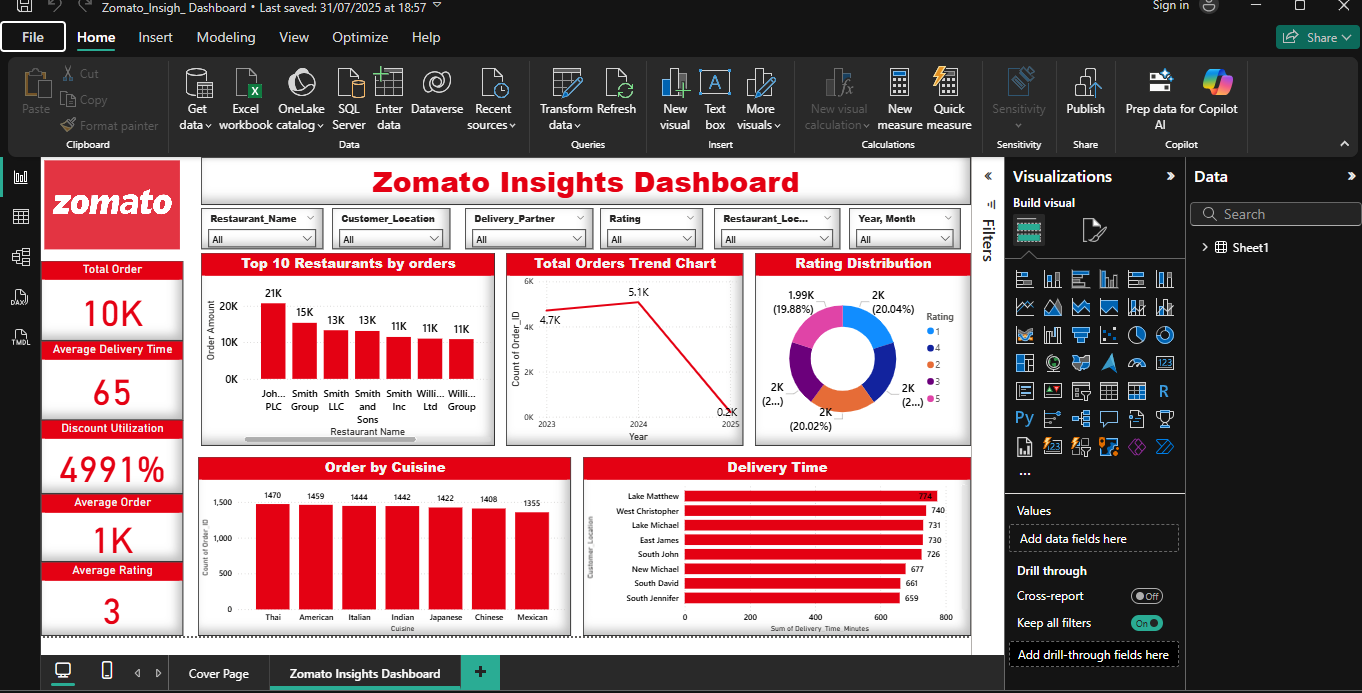 Zomato_Insigh_ Dashboard • Last saved: 31/07/2025 at 18:57
Sign in
File
Home
Insert
Modeling
View
Optimize
Help
Share
Paste
Cut
Copy
Format painter
Clipboard
Get data
Excel workbook
OneLake catalog
SQL Server
Enter data
Dataverse
Recent sources
Data
Transform data
Refresh
Queries
New visual
Text box
More visuals
Insert
New visual calculation
New measure
Quick measure
Calculations
Sensitivity
Sensitivity
Publish
Share
Prep data for AI
Copilot
Copilot
zomato
Zomato Insights Dashboard
Restaurant_Name
All
Customer_Location
All
Delivery_Partner
All
Rating
All
Restaurant_Loc...
All
Year, Month
All
Total Order
10K
Average Delivery Time
65
Discount Utilization
4991%
Average Order
1K
Average Rating
3
Top 10 Restaurants by orders
Order Amount
20K
10K
0K
21K
15K
13K
13K
11K
11K
11K
Joh... PLC
Smith Group
Smith LLC
Smith and Sons
Smith Inc
Willi... Ltd
Willi... Group
Restaurant Name
Total Orders Trend Chart
Count of Order_ID
6K
4K
2K
0K
4.7K
5.1K
0.2K
2023
2024
2025
Year
Rating Distribution
1.99K
(19.88%)
2K
(20.04%)
2K
(2...)
2K
(20.02%)
2K
(2...)
Rating
1
4
2
3
5
Order by Cuisine
Count of Order_ID
1,500
1,000
500
0
1470
1459
1444
1442
1422
1408
1355
Thai
American
Italian
Indian
Japanese
Chinese
Mexican
Cuisine
Delivery Time
Customer_Location
Lake Matthew 774
West Christopher 740
Lake Michael 731
East James 730
South John 726
New Michael 677
South David 661
South Jennifer 659
0
200
400
600
800
Sum of Delivery_Time_Minutes
Filters
Visualizations
Build visual
123
R
Py
123
...
Values
Add data fields here
Drill through
Cross-report
Off
Keep all filters
On
Add drill-through fields here
Data
Search
Sheet1
DAX
TMDL
Cover Page
Zomato Insights Dashboard
+